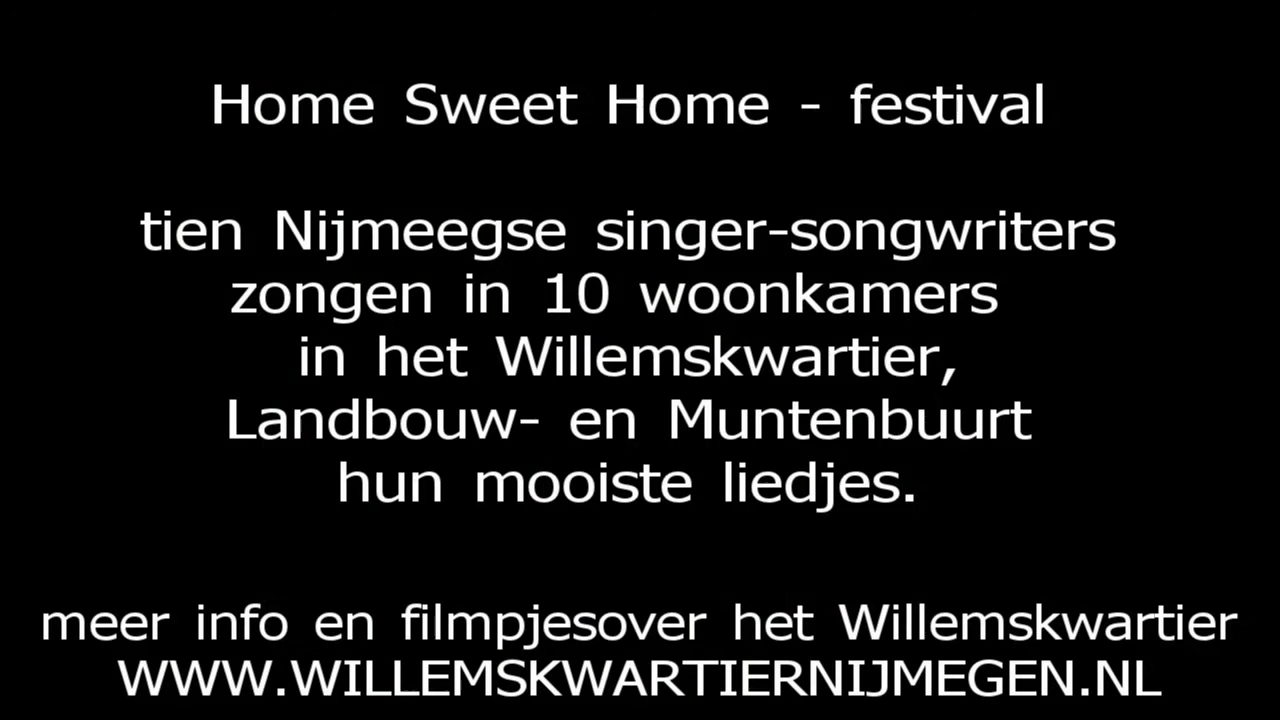 Home Sweet Home - festival
tien Nijmeegse singer-songwriters
zongen in 10 woonkamers
in het Willemskwartier,
Landbouw- en Muntenbuurt
hun mooiste liedjes.
meer info en filmpjesover het Willemskwartier
WWW.WILLEMSKWARTIERNIJMEGEN.NL